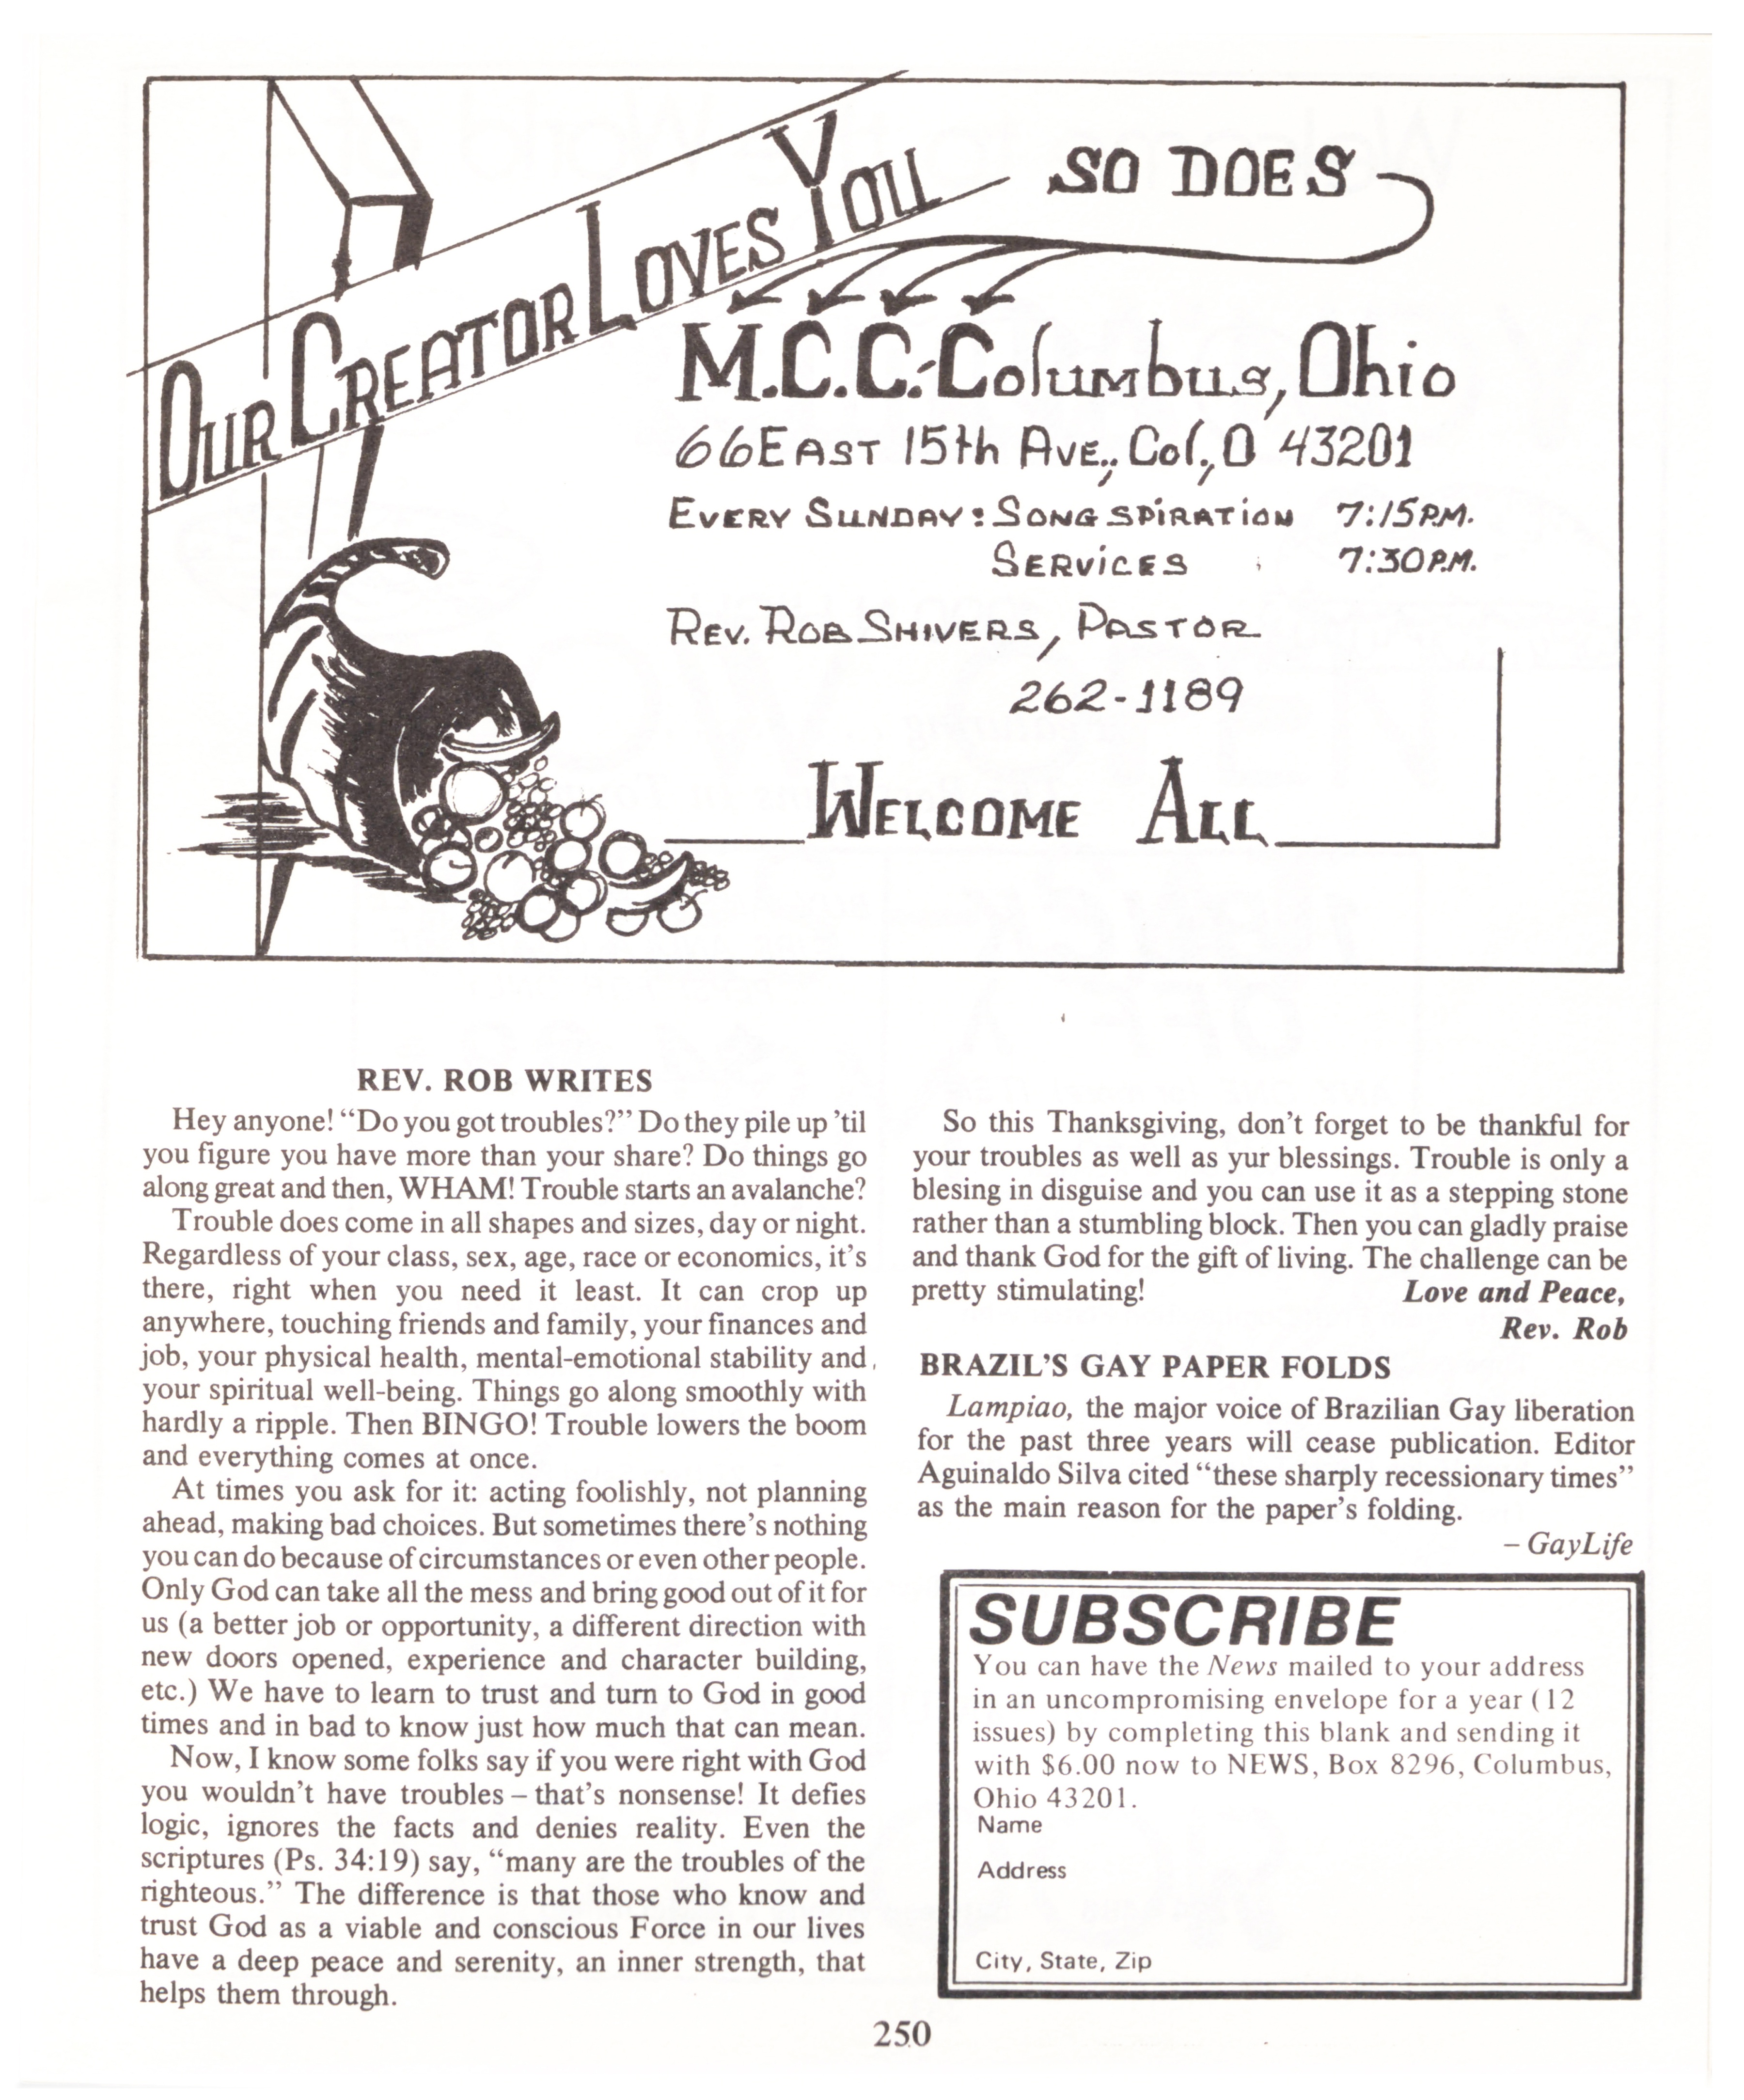 OUR CREATOR LOVES YOU SO DOES
M.C.C.-Columbus, Ohio
66 EAST 15th AVE., Col., O 43201
EVERY SUNDAY: SONGSPIRATION 7:15 P.M.
SERVICES 7:30 P.M.
REV. ROB SHIVERS, PASTOR
262-1189
WELCOME ALL
REV. ROB WRITES
Hey anyone! “Do you got troubles?” Do they pile up ’til
you figure you have more than your share? Do things go
along great and then, WHAM! Trouble starts an avalanche?
Trouble does come in all shapes and sizes, day or night.
Regardless of your class, sex, age, race or economics, it’s
there, right when you need it least. It can crop up
anywhere, touching friends and family, your finances and
job, your physical health, mental-emotional stability and
your spiritual well-being. Things go along smoothly with
hardly a ripple. Then BINGO! Trouble lowers the boom
and everything comes at once.
At times you ask for it: acting foolishly, not planning
ahead, making bad choices. But sometimes there’s nothing
you can do because of circumstances or even other people.
Only God can take all the mess and bring good out of it for
us (a better job or opportunity, a different direction with
new doors opened, experience and character building,
etc.) We have to learn to trust and turn to God in good
times and in bad to know just how much that can mean.
Now, I know some folks say if you were right with God
you wouldn’t have troubles – that’s nonsense! It defies
logic, ignores the facts and denies reality. Even the
scriptures (Ps. 34:19) say, “many are the troubles of the
righteous.” The difference is that those who know and
trust God as a viable and conscious Force in our lives
have a deep peace and serenity, an inner strength, that
helps them through.
So this Thanksgiving, don’t forget to be thankful for
your troubles as well as yur blessings. Trouble is only a
blesing in disguise and you can use it as a stepping stone
rather than a stumbling block. Then you can gladly praise
and thank God for the gift of living. The challenge can be
pretty stimulating! Love and Peace,
Rev. Rob
BRAZIL’S GAY PAPER FOLDS
Lampiao, the major voice of Brazilian Gay liberation
for the past three years will cease publication. Editor
Aguinaldo Silva cited “these sharply recessionary times”
as the main reason for the paper’s folding.
– GayLife
SUBSCRIBE
You can have the News mailed to your address
in an uncompromising envelope for a year (12
issues) by completing this blank and sending it
with $6.00 now to NEWS, Box 8296, Columbus,
Ohio 43201.
Name
Address
City, State, Zip
250